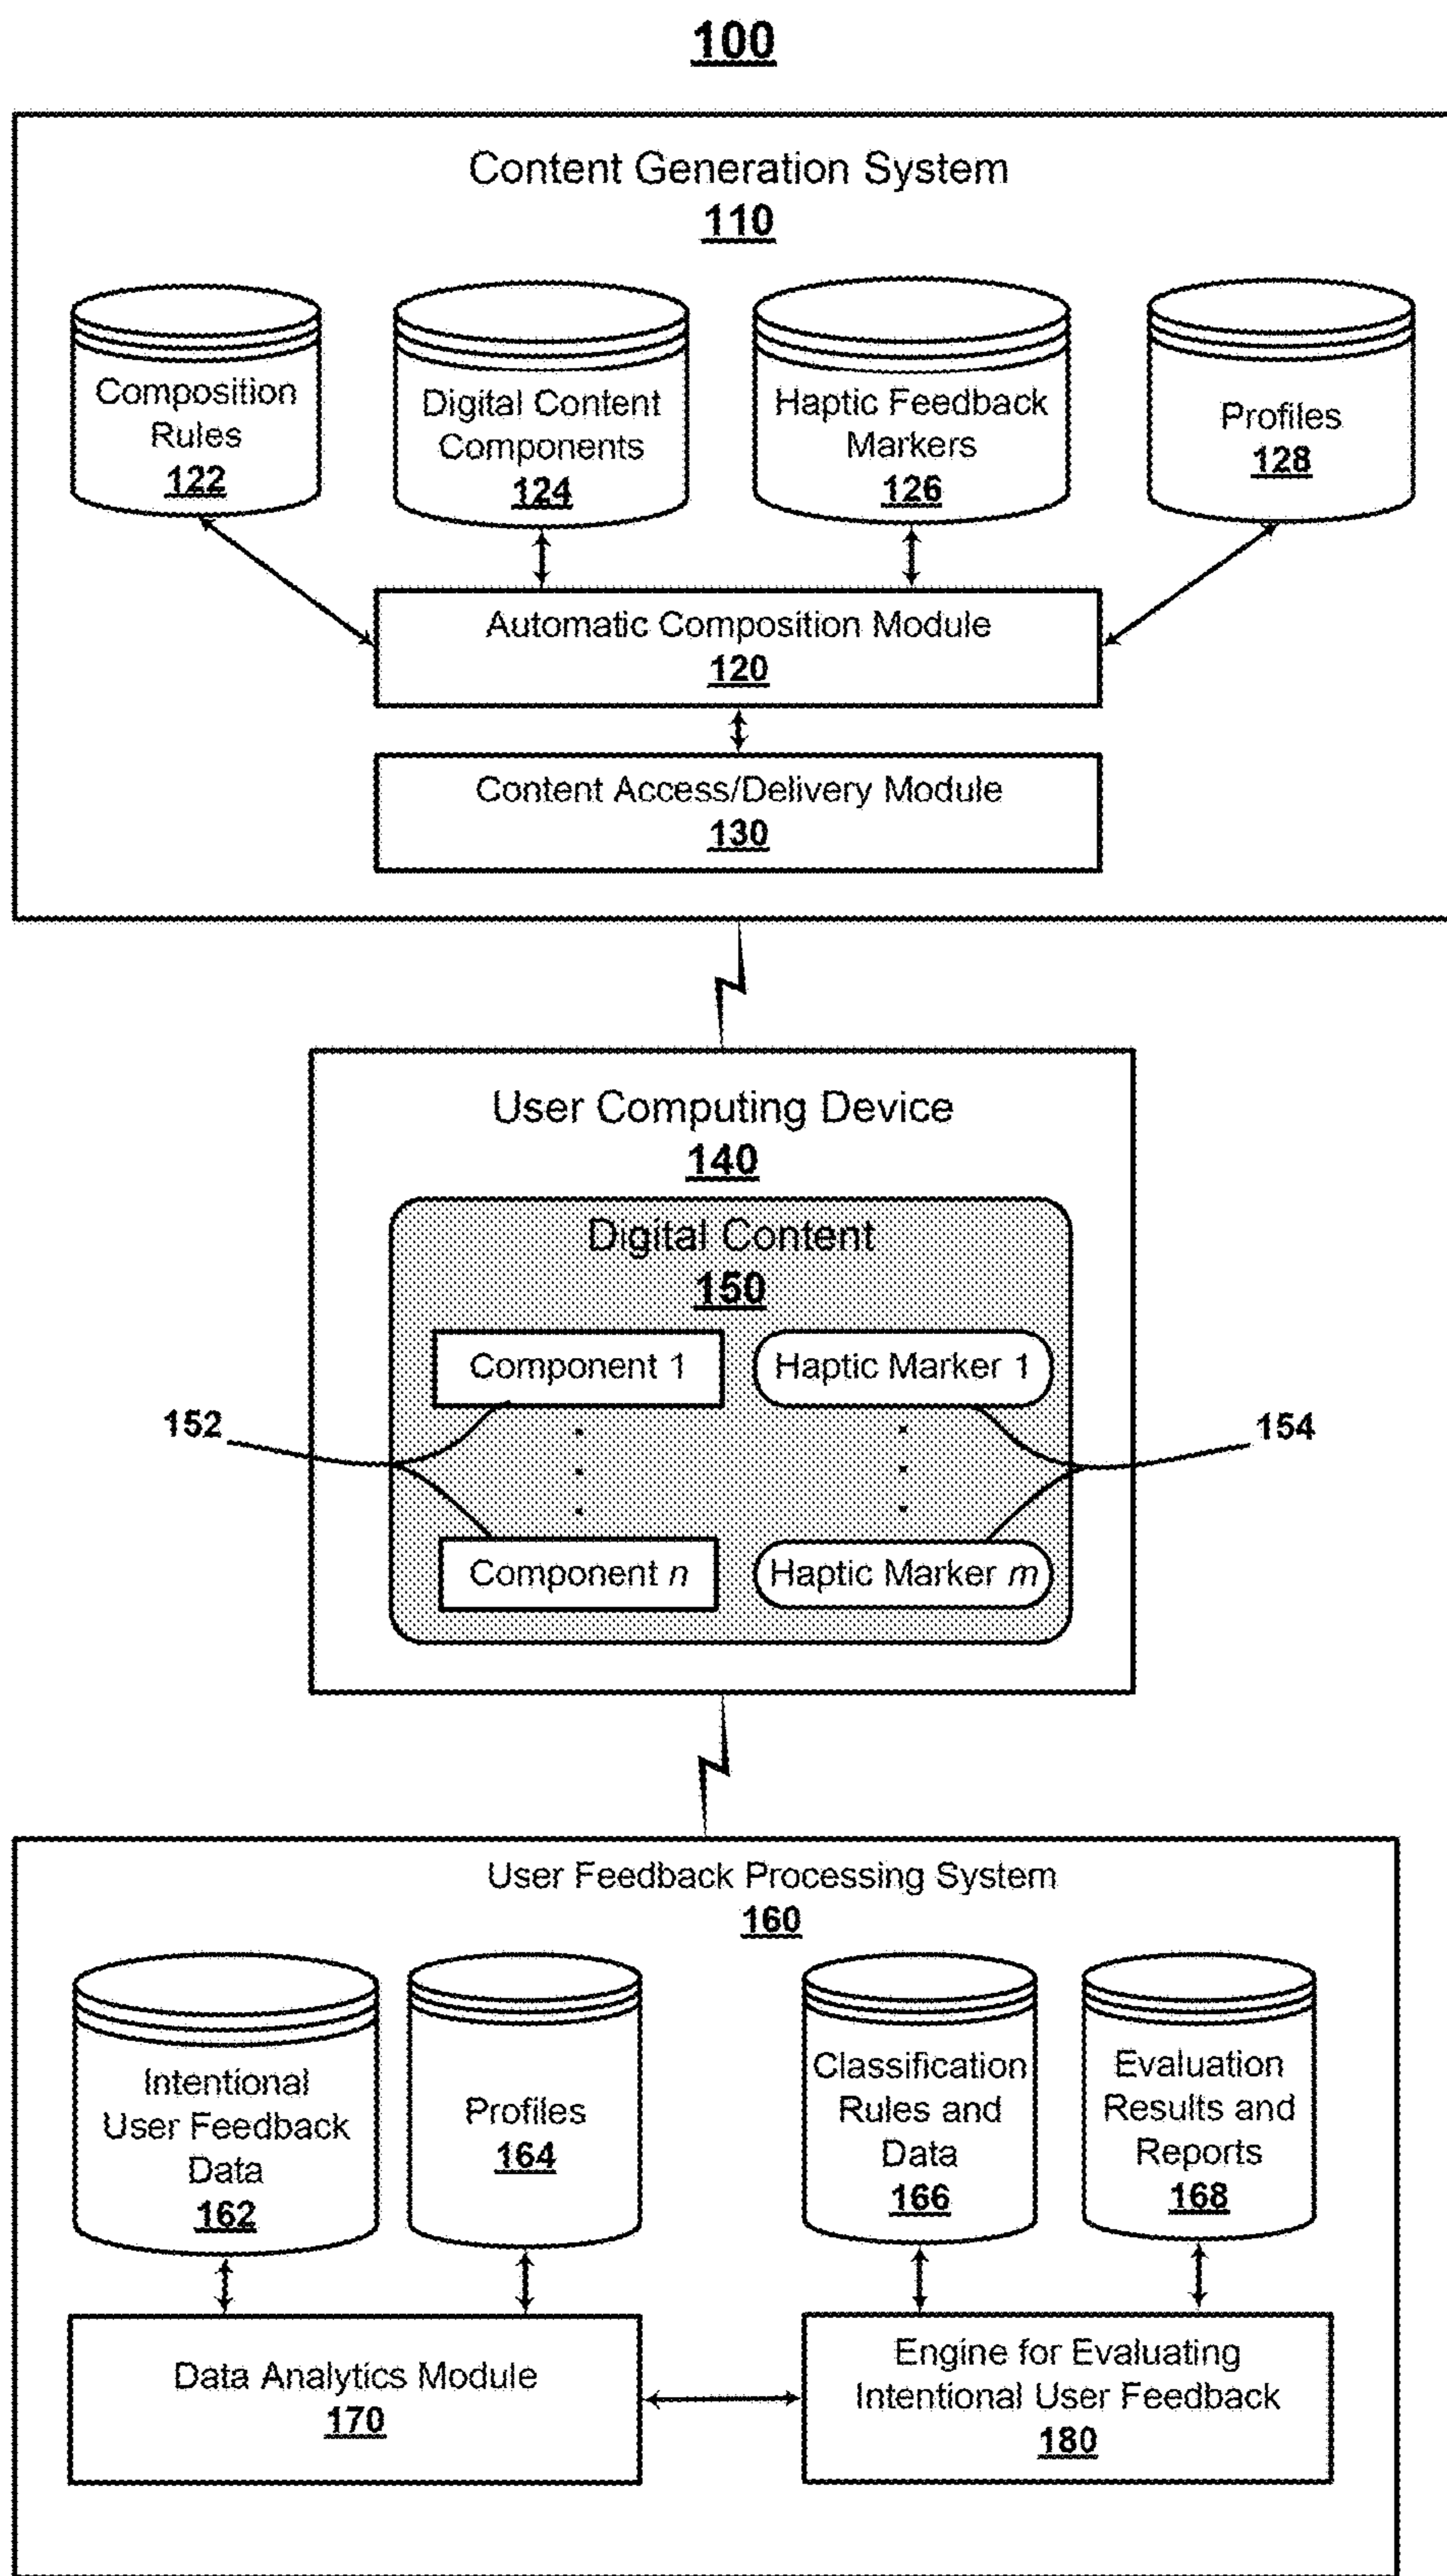 100
Content Generation System
110
Composition
Rules
122
Digital Content
Components
124
Haptic Feedback
Markers
126
Profiles
128
Automatic Composition Module
120
Content Access/Delivery Module
130
User Computing Device
140
Digital Content
150
Component 1
Haptic Marker 1
152
154
Component n
Haptic Marker m
User Feedback Processing System
160
Intentional
User Feedback
Data
162
Profiles
164
Classification
Rules and
Data
166
Evaluation
Results and
Reports
168
Data Analytics Module
170
Engine for Evaluating
Intentional User Feedback
180